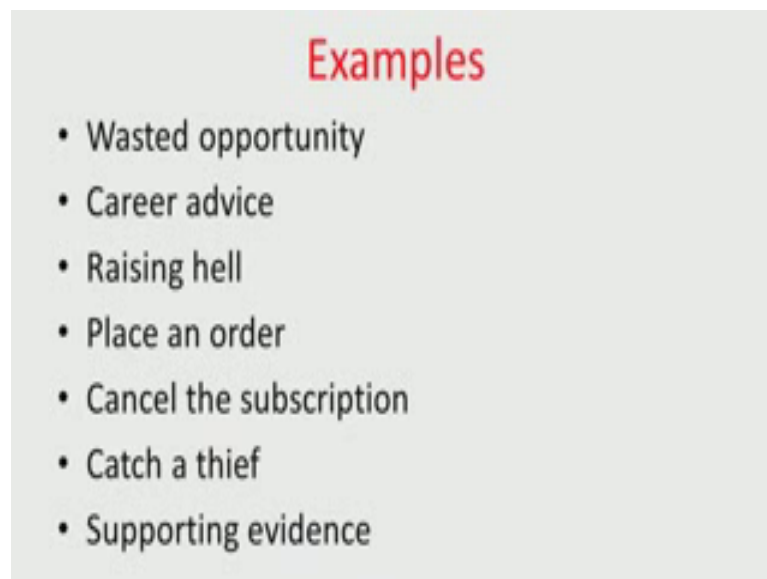 Examples
• Wasted opportunity
• Career advice
• Raising hell
• Place an order
• Cancel the subscription
• Catch a thief
• Supporting evidence